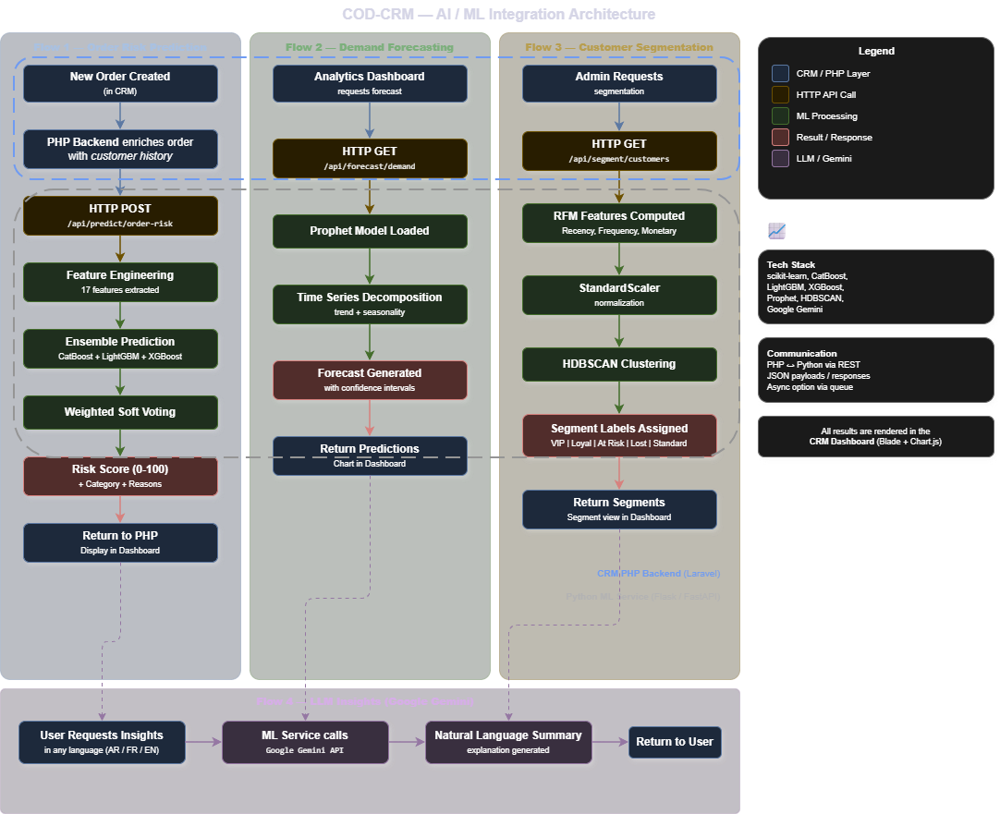 COD-CRM — AI / ML Integration Architecture
Flow 2 — Demand Forecasting
Flow 3 — Customer Segmentation
New Order Created
(in CRM)
PHP Backend enriches order
with customer history
HTTP POST
/api/predict/order-risk
Feature Engineering
17 features extracted
Ensemble Prediction
CatBoost + LightGBM + XGBoost
Weighted Soft Voting
Risk Score (0-100)
+ Category + Reasons
Return to PHP
Display in Dashboard
Analytics Dashboard
requests forecast
HTTP GET
/api/forecast/demand
Prophet Model Loaded
Time Series Decomposition
trend + seasonality
Forecast Generated
with confidence intervals
Return Predictions
Chart in Dashboard
Admin Requests
segmentation
HTTP GET
/api/segment/customers
RFM Features Computed
Recency, Frequency, Monetary
StandardScaler
normalization
HDBSCAN Clustering
Segment Labels Assigned
VIP | Loyal | At Risk | Lost | Standard
Return Segments
Segment view in Dashboard
CRM PHP Backend (Laravel)
Python ML Service (Flask / FastAPI)
User Requests Insights
in any language (AR / FR / EN)
ML Service calls
Google Gemini API
Natural Language Summary
explanation generated
Return to User
Legend
CRM / PHP Layer
HTTP API Call
ML Processing
Result / Response
LLM / Gemini
Tech Stack
scikit-learn, CatBoost,
LightGBM, XGBoost,
Prophet, HDBSCAN,
Google Gemini
Communication
PHP ↔ Python via REST
JSON payloads / responses
Async option via queue
All results are rendered in the
CRM Dashboard (Blade + Chart.js)